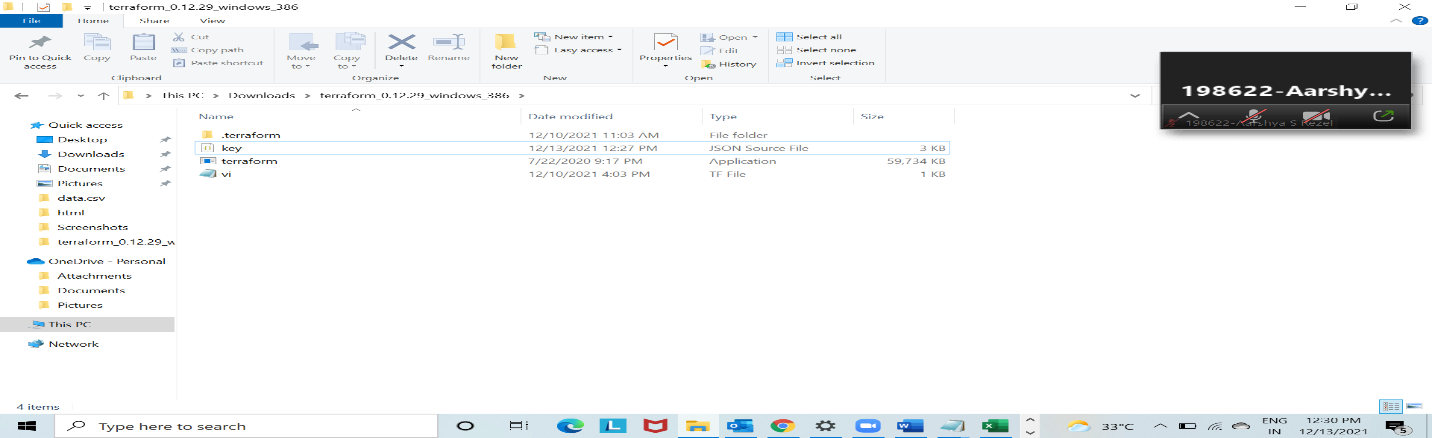 terraform_0.12.29_windows_386
File Home Share View
Pin to Quick access
Copy
Paste
Cut
Copy path
Paste shortcut
Clipboard
Move to
Copy to
Delete
Rename
Organize
New folder
New item
Easy access
New
Properties
Open
Edit
History
Open
Select all
Select none
Invert selection
Select
198622-Aarshy...
198622-Aarshya S Rezel
This PC > Downloads > terraform_0.12.29_windows_386 >
Name Date modified Type Size
.terraform 12/10/2021 11:03 AM File folder
key 12/13/2021 12:27 PM JSON Source File 3 KB
terraform 7/22/2020 9:17 PM Application 59,734 KB
vi 12/10/2021 4:03 PM TF File 1 KB
Quick access
Desktop
Downloads
Documents
Pictures
data.csv
html
Screenshots
terraform_0.12.29_w
OneDrive - Personal
Attachments
Documents
Pictures
This PC
Network
4 items
Type here to search
33°C
ENG
IN
12:30 PM
12/13/2021
5